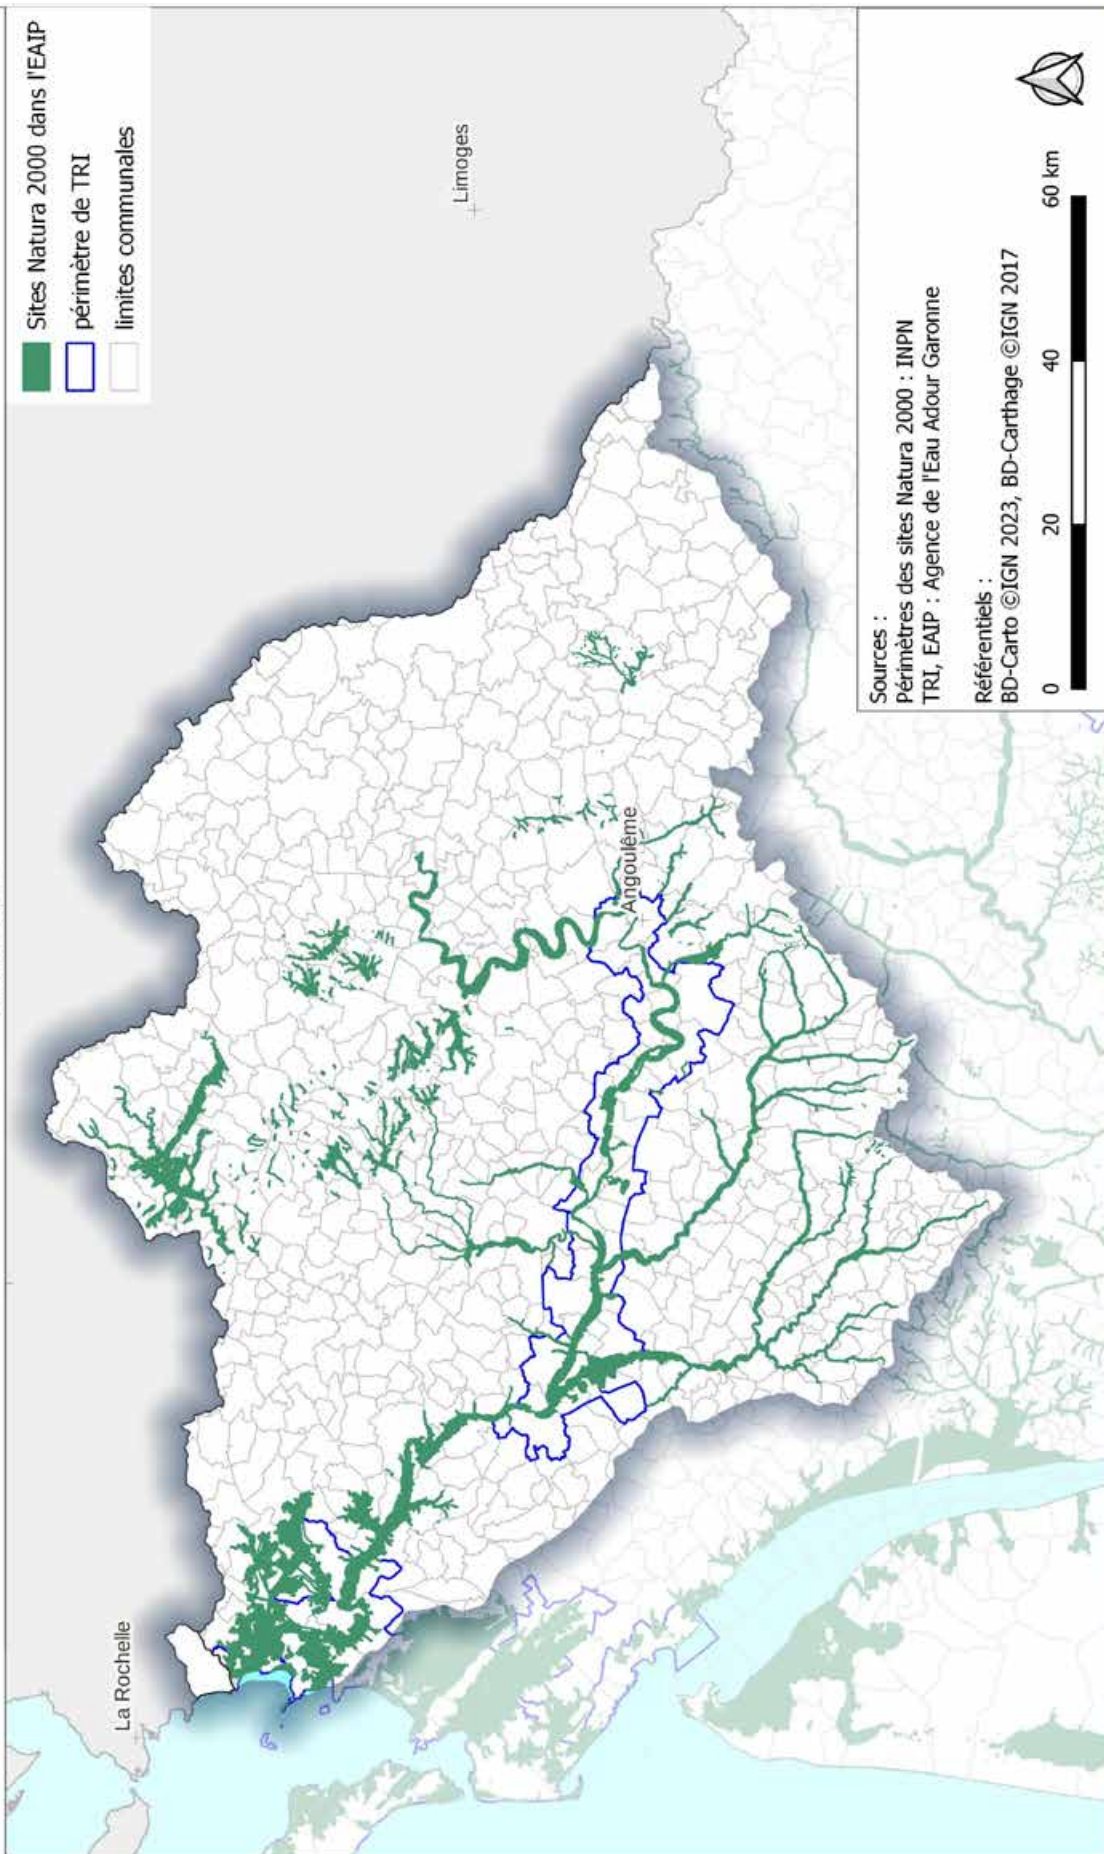 Sites Natura 2000 dans l'EAIP
périmètre de TRI
limites communales
La Rochelle
Limoges
Angoulême
Sources :
Périmètres des sites Natura 2000 : INPN
TRI, EAIP : Agence de l'Eau Adour Garonne
Référentiels :
BD-Carto ©IGN 2023, BD-Carthage ©IGN 2017
0 20 40 60 km